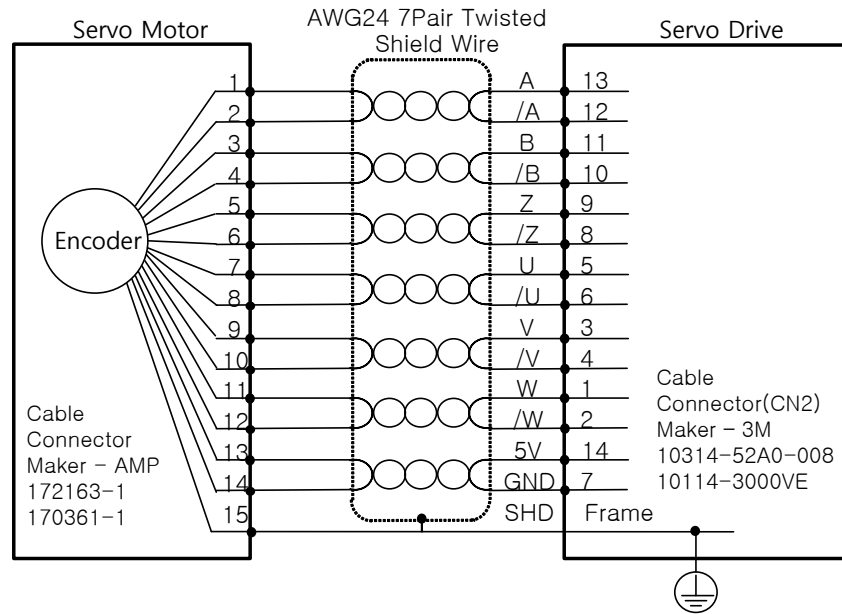 AWG24 7Pair Twisted
Shield Wire
Servo Motor
Servo Drive
1 A 13
2 /A 12
3 B 11
4 /B 10
5 Z 9
6 /Z 8
Encoder
7 U 5
8 /U 6
9 V 3
10 /V 4
11 W 1
12 /W 2
13 5V 14
14 GND 7
15 SHD Frame
Cable
Connector
Maker - AMP
172163-1
170361-1
Cable
Connector(CN2)
Maker - 3M
10314-52A0-008
10114-3000VE